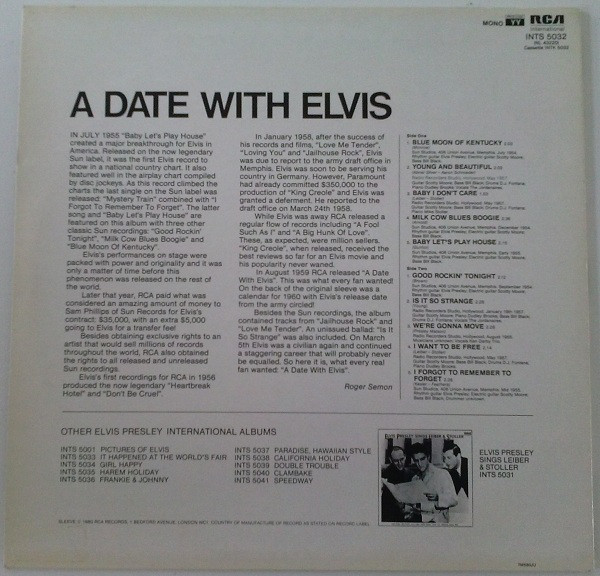 MONO
RCA
International
INTS 5032
(NL 43/20)
Cassette INTK 5032
A DATE WITH ELVIS
IN JULY 1955 "Baby Let's Play House"
created a major breakthrough for Elvis in
America. Released on the now legendary
Sun label, it was the first Elvis record to
show in a national country chart. It also
featured well in the airplay chart compiled
by disc jockeys. As this record climbed the
charts the last single on the Sun label was
released, "Mystery Train" combined with "I
Forgot To Remember To Forget". The latter
song and "Baby Let's Play House" are
featured on this album with three other
classic Sun recordings: "Good Rockin'
Tonight", "Milk Cow Blues Boogie" and
"Blue Moon Of Kentucky".
Elvis's performances on stage were
packed with power and originality and it was
only a matter of time before this
phenomenon was released on the rest of
the world.
Later that year, RCA paid what was
considered an amazing amount of money to
Sam Phillips of Sun Records for Elvis's
contract: $35,000, with an extra $5,000
going to Elvis for a transfer fee!
Besides obtaining exclusive rights to an
artist that would sell millions of records
throughout the world, RCA also obtained
the rights to all released and unreleased
Sun recordings.
Elvis's first recordings for RCA in 1956
produced the now legendary "Heartbreak
Hotel" and "Don't Be Cruel".
In January 1958, after the success of
his records and films, "Love Me Tender",
"Loving You" and "Jailhouse Rock", Elvis
was due to report to the army draft office in
Memphis. Elvis was soon to be serving his
country in Germany. However, Paramount
had already committed $350,000 to the
production of "King Creole" and Elvis was
granted a deferment. He reported to the
draft office on March 24th 1958.
While Elvis was away RCA released a
regular flow of records including "A Fool
Such As I" and "A Big Hunk Of Love".
These, as expected, were million sellers.
"King Creole", when released, received the
best reviews so far for an Elvis movie and
his popularity never waned.
In August 1959 RCA released "A Date
With Elvis". This was what every fan wanted!
On the back of the original sleeve was a
calendar for 1960 with Elvis's release date
from the army circled!
Besides the Sun recordings, the album
contained tracks from "Jailhouse Rock" and
"Love Me Tender". An unissued ballad: "Is It
So Strange" was also included. On March
5th Elvis was a civilian again and continued
a staggering career that will probably never
be equalled. So here it is, what every real
fan wanted: "A Date With Elvis".
Roger Semon
Side One
BLUE MOON OF KENTUCKY
YOUNG AND BEAUTIFUL
BABY I DON'T CARE
MILK COW BLUES BOOGIE
BABY LET'S PLAY HOUSE
Side Two
GOOD ROCKIN' TONIGHT
IS IT SO STRANGE
WE'RE GONNA MOVE
I WANT TO BE FREE
I FORGOT TO REMEMBER TO
FORGET
OTHER ELVIS PRESLEY INTERNATIONAL ALBUMS
INTS 5001 PICTURES OF ELVIS
INTS 5033 IT HAPPENED AT THE WORLD'S FAIR
INTS 5034 GIRL HAPPY
INTS 5035 HAREM HOLIDAY
INTS 5036 FRANKIE & JOHNNY
INTS 5037 PARADISE, HAWAIIAN STYLE
INTS 5038 CALIFORNIA HOLIDAY
INTS 5039 DOUBLE TROUBLE
INTS 5040 CLAMBAKE
INTS 5041 SPEEDWAY
ELVIS PRESLEY SINGS LEIBER & STOLLER
ELVIS PRESLEY
SINGS LEIBER
& STOLLER
INTS 5031
SLEEVE © 1980 RCA RECORDS, 1 BEDFORD AVENUE, LONDON WC1. COUNTRY OF MANUFACTURE OF RECORD AS STATED ON RECORD LABEL